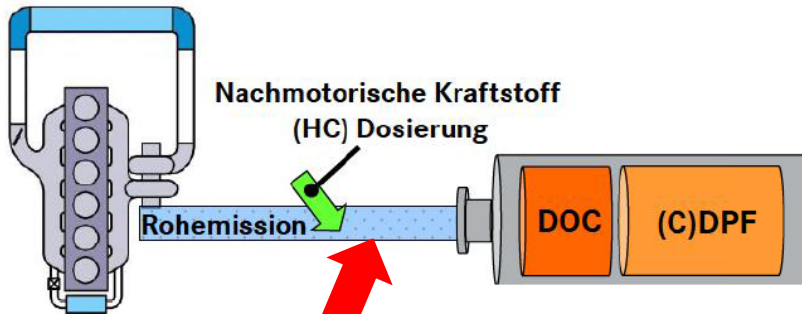 Nachmotorische Kraftstoff
(HC) Dosierung
Rohemission
DOC
(C)DPF